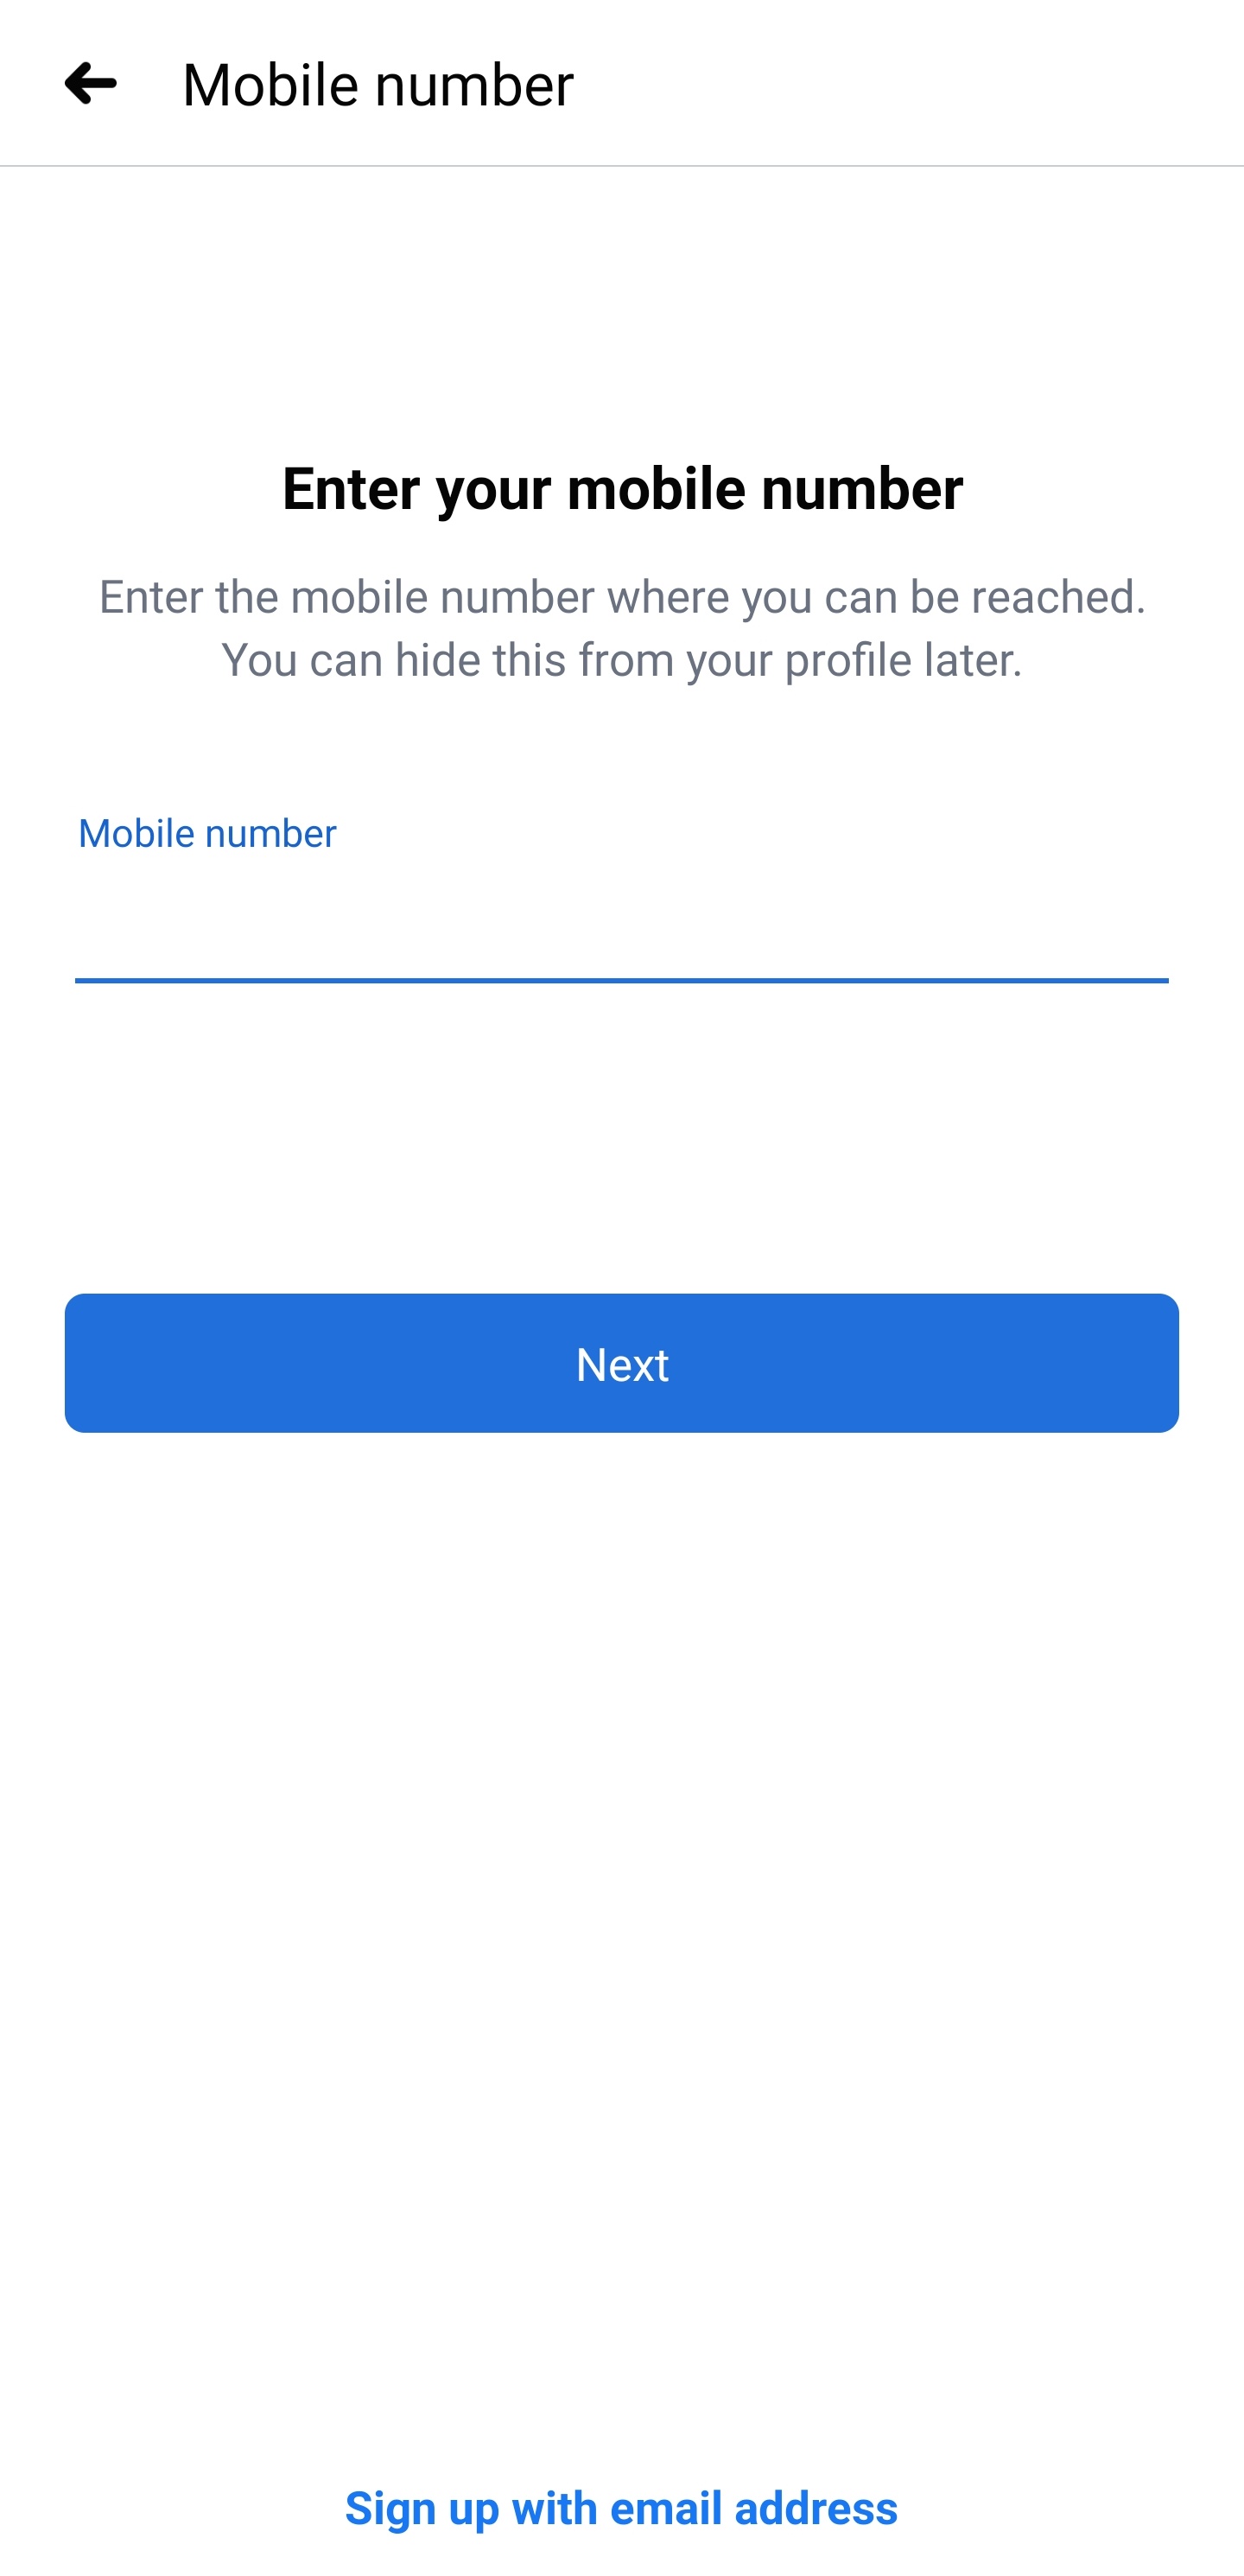 Mobile number
Enter your mobile number
Enter the mobile number where you can be reached.
You can hide this from your profile later.
Mobile number
Next
Sign up with email address